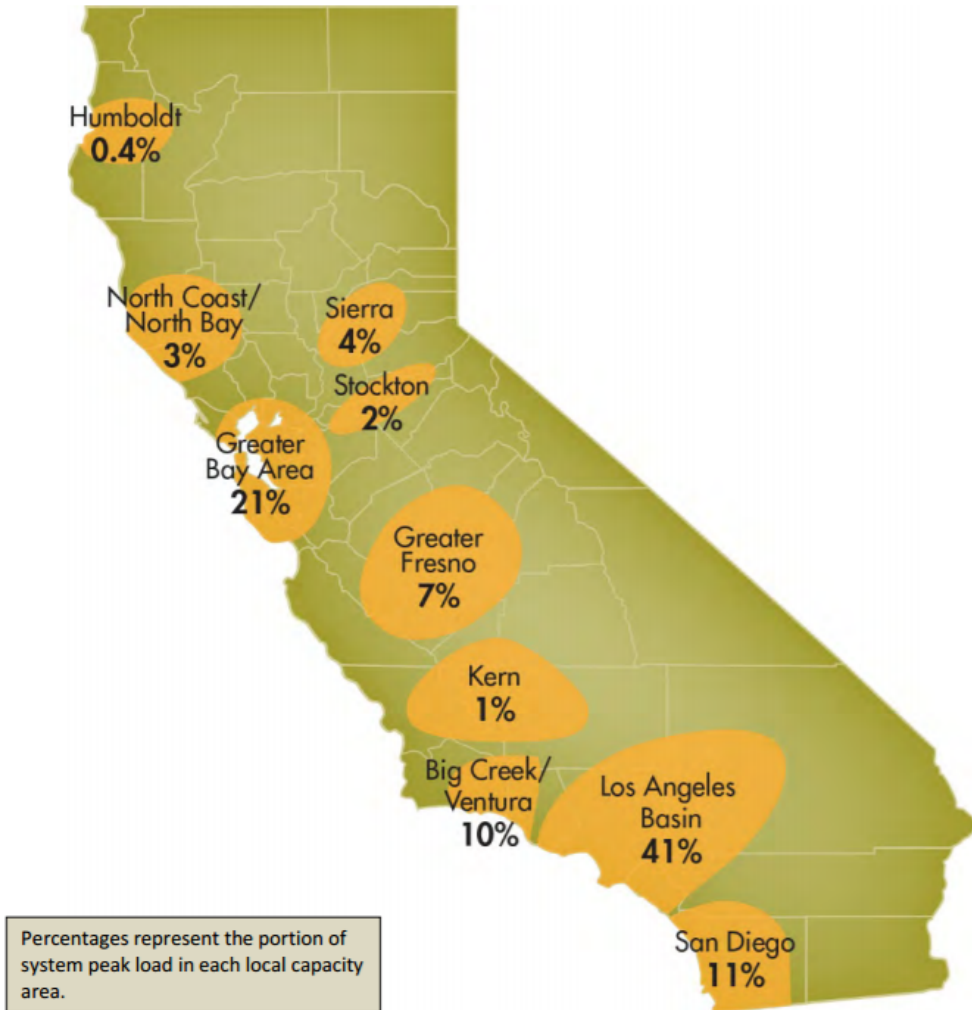 Humboldt
0.4%
North Coast/
North Bay
3%
Sierra
4%
Stockton
2%
Greater
Bay Area
21%
Greater
Fresno
7%
Kern
1%
Big Creek/
Ventura
10%
Los Angeles
Basin
41%
San Diego
11%
Percentages represent the portion of
system peak load in each local capacity
area.